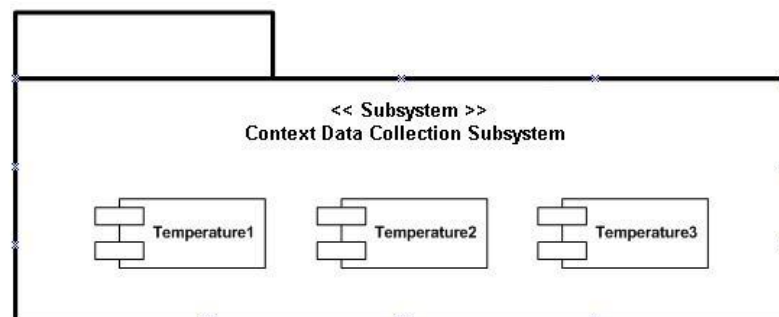 << Subsystem >>
Context Data Collection Subsystem
Temperature1 Temperature2 Temperature3